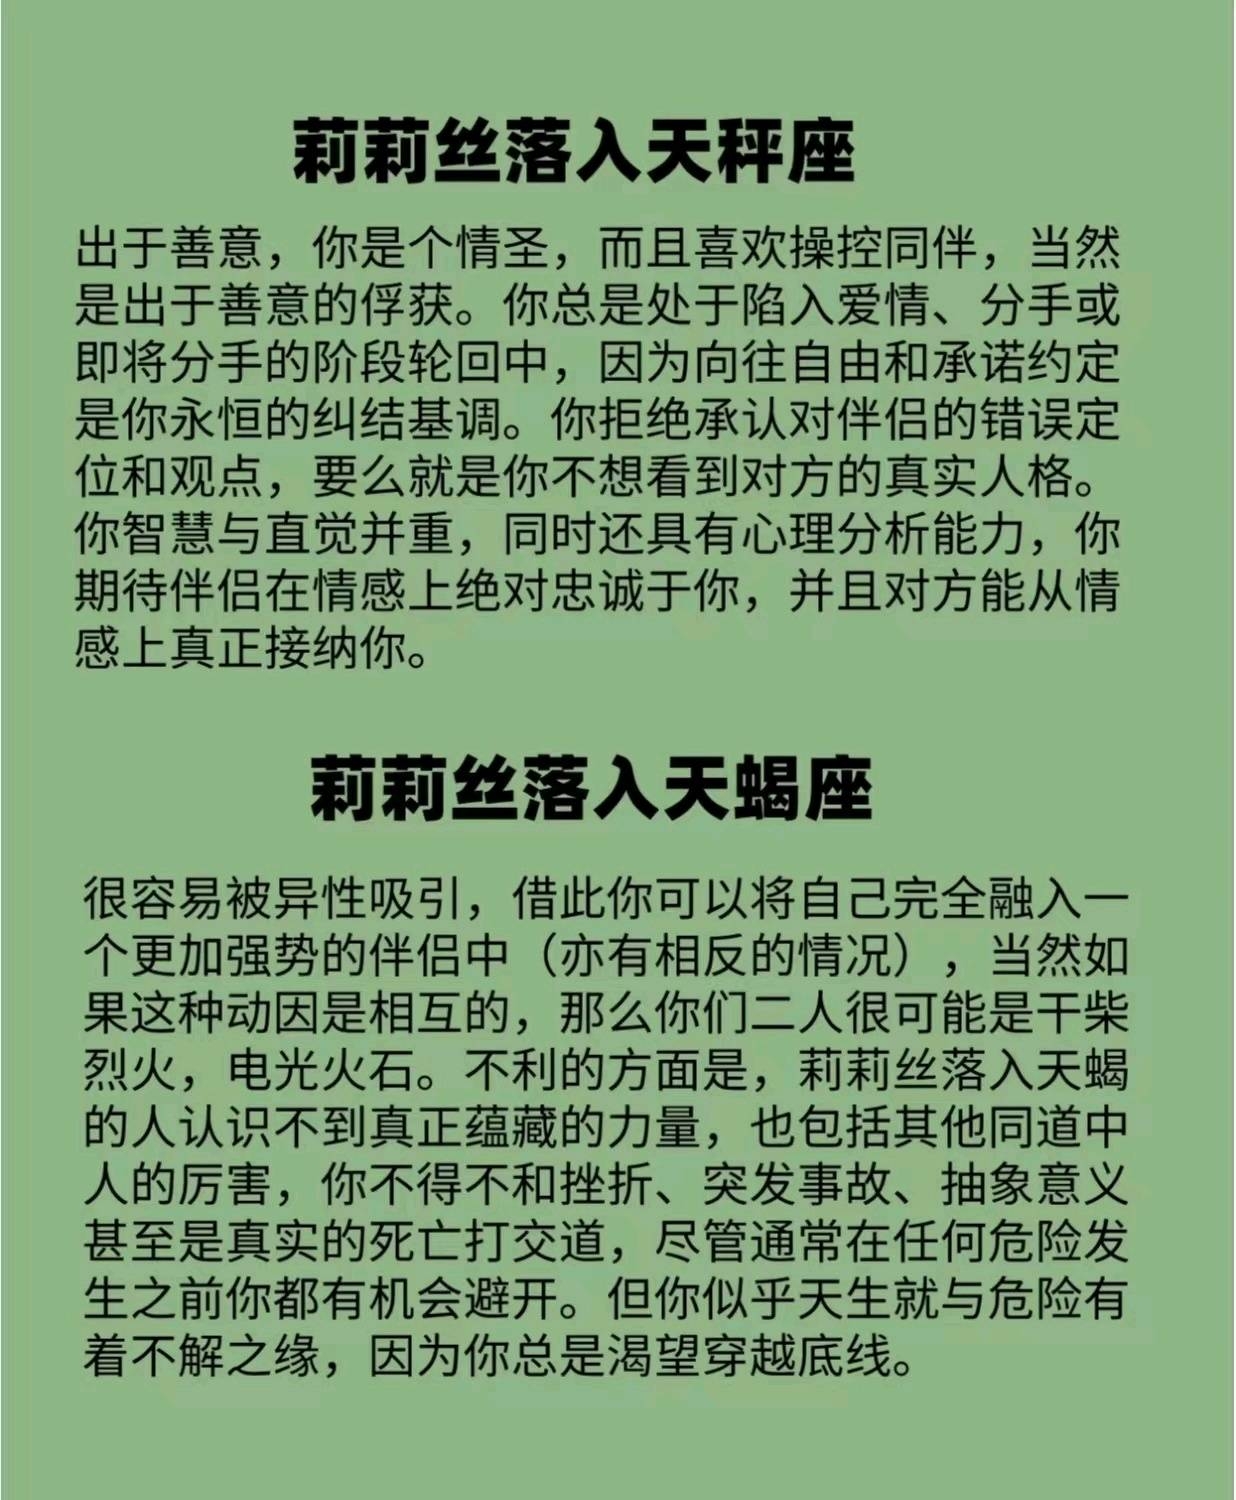 莉莉丝落入天秤座
出于善意，你是个情圣，而且喜欢操控同伴，当然
是出于善意的俘获。你总是处于陷入爱情、分手或
即将分手的阶段轮回中，因为向往自由和承诺约定
是你永恒的纠结基调。你拒绝承认对伴侣的错误定
位和观点，要么就是你不想看到对方的真实人格。
你智慧与直觉并重，同时还具有心理分析能力，你
期待伴侣在情感上绝对忠诚于你，并且对方能从情
感上真正接纳你。
莉莉丝落入天蝎座
很容易被异性吸引，借此你可以将自己完全融入一
个更加强势的伴侣中（亦有相反的情况），当然如
果这种动因是相互的，那么你们二人很可能是干柴
烈火，电光火石。不利的方面是，莉莉丝落入天蝎
的人认识不到真正蕴藏的力量，也包括其他同道中
人的厉害，你不得不和挫折、突发事故、抽象意义
甚至是真实的死亡打交道，尽管通常在任何危险发
生之前你都有机会避开。但你似乎天生就与危险有
着不解之缘，因为你总是渴望穿越底线。